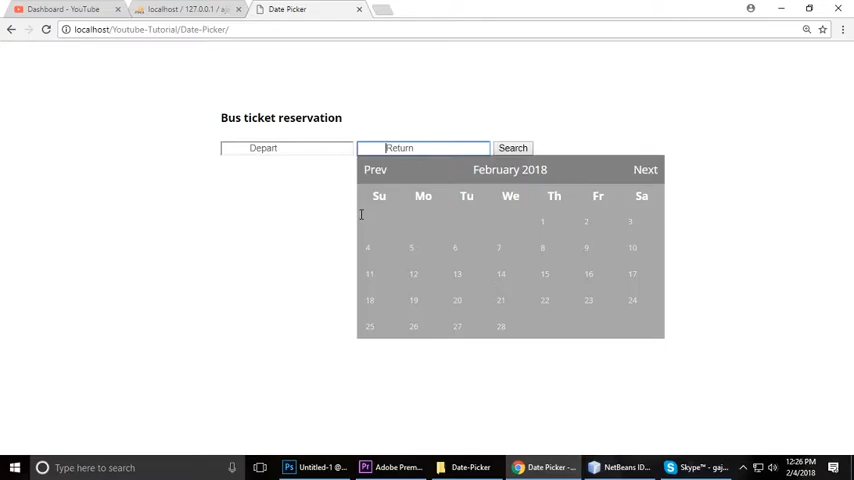 Dashboard - YouTube
localhost / 127.0.0.1 / aj
Date Picker
localhost/Youtube-Tutorial/Date-Picker/
Bus ticket reservation
Depart Return Search
Prev February 2018 Next
Su Mo Tu We Th Fr Sa
1 2 3
4 5 6 7 8 9 10
11 12 13 14 15 16 17
18 19 20 21 22 23 24
25 26 27 28
Type here to search
Untitled-1 @...
Adobe Prem...
Date-Picker
Date Picker -...
NetBeans ID...
Skype™ - gaj...
12:26 PM
2/4/2018